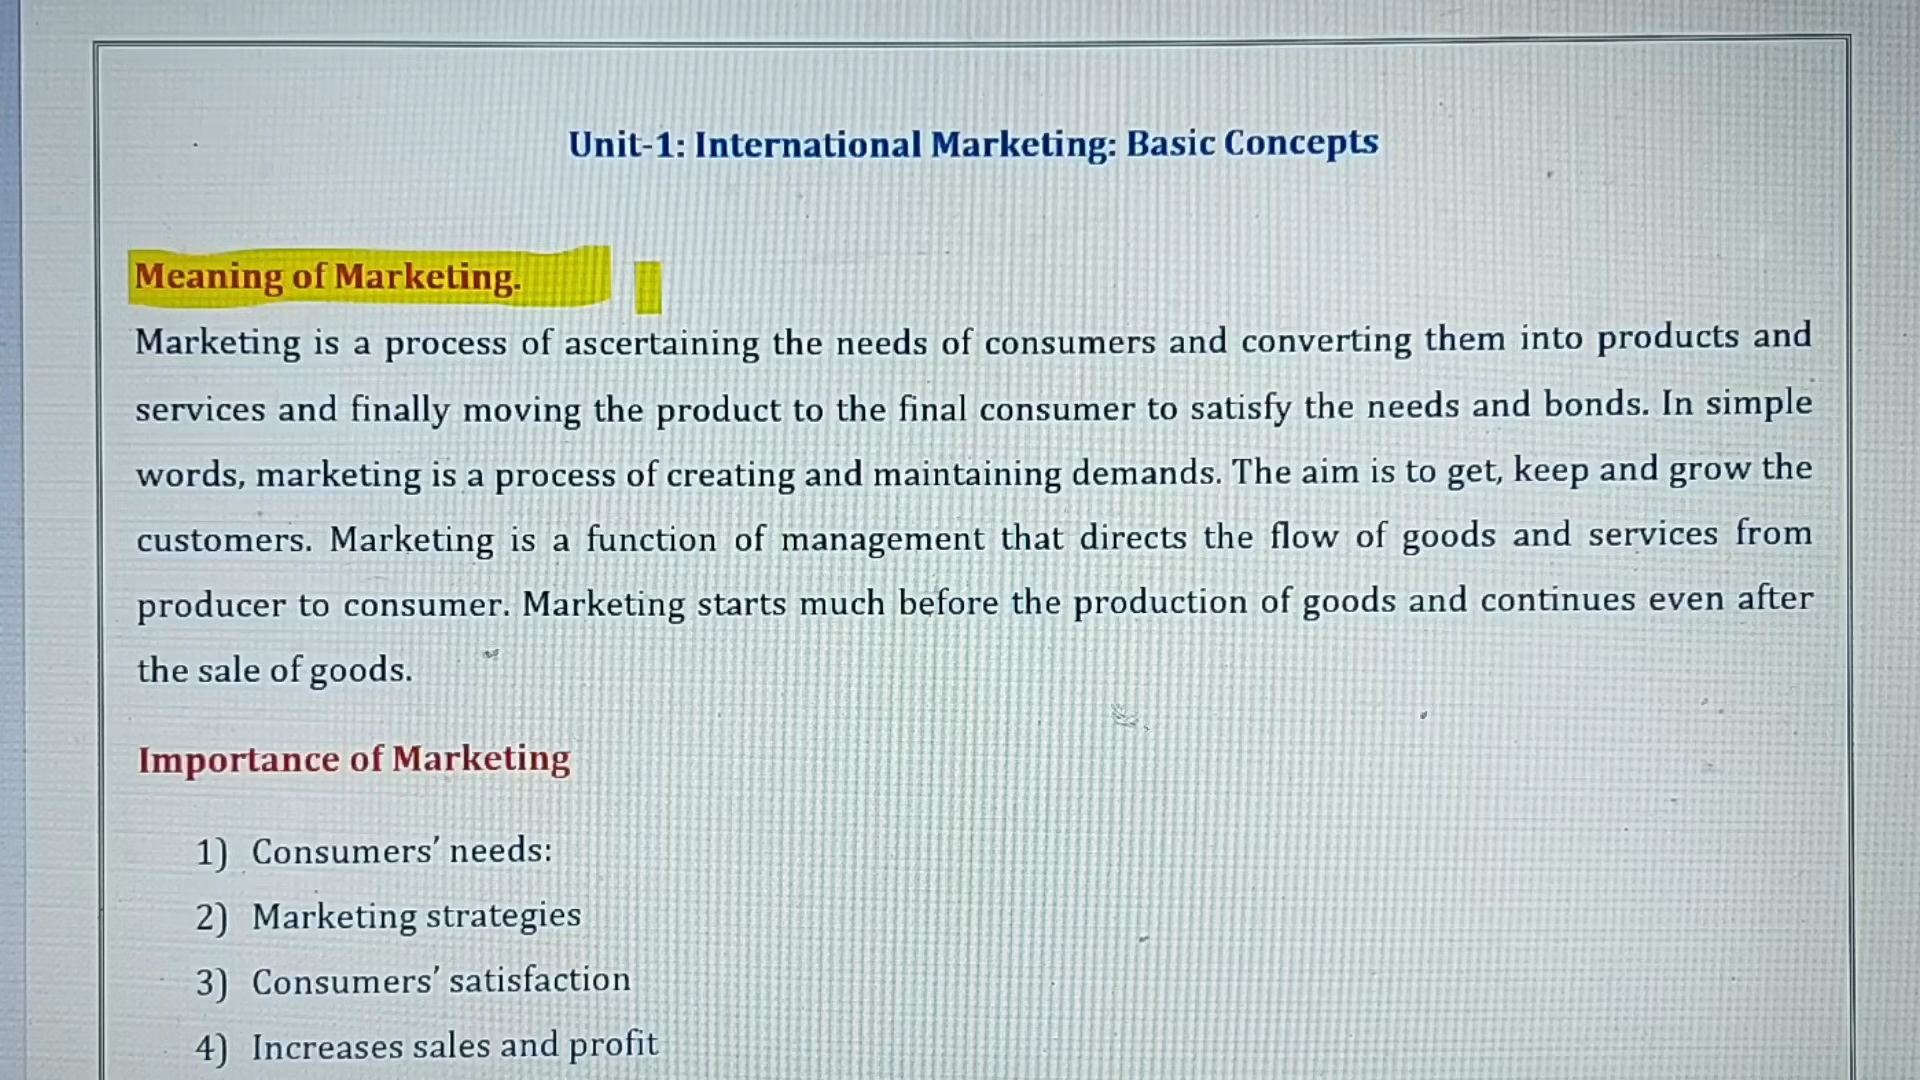 Unit-1: International Marketing: Basic Concepts
Meaning of Marketing.
Marketing is a process of ascertaining the needs of consumers and converting them into products and
services and finally moving the product to the final consumer to satisfy the needs and bonds. In simple
words, marketing is a process of creating and maintaining demands. The aim is to get, keep and grow the
customers. Marketing is a function of management that directs the flow of goods and services from
producer to consumer. Marketing starts much before the production of goods and continues even after
the sale of goods.
Importance of Marketing
1) Consumers’ needs:
2) Marketing strategies
3) Consumers’ satisfaction
4) Increases sales and profit